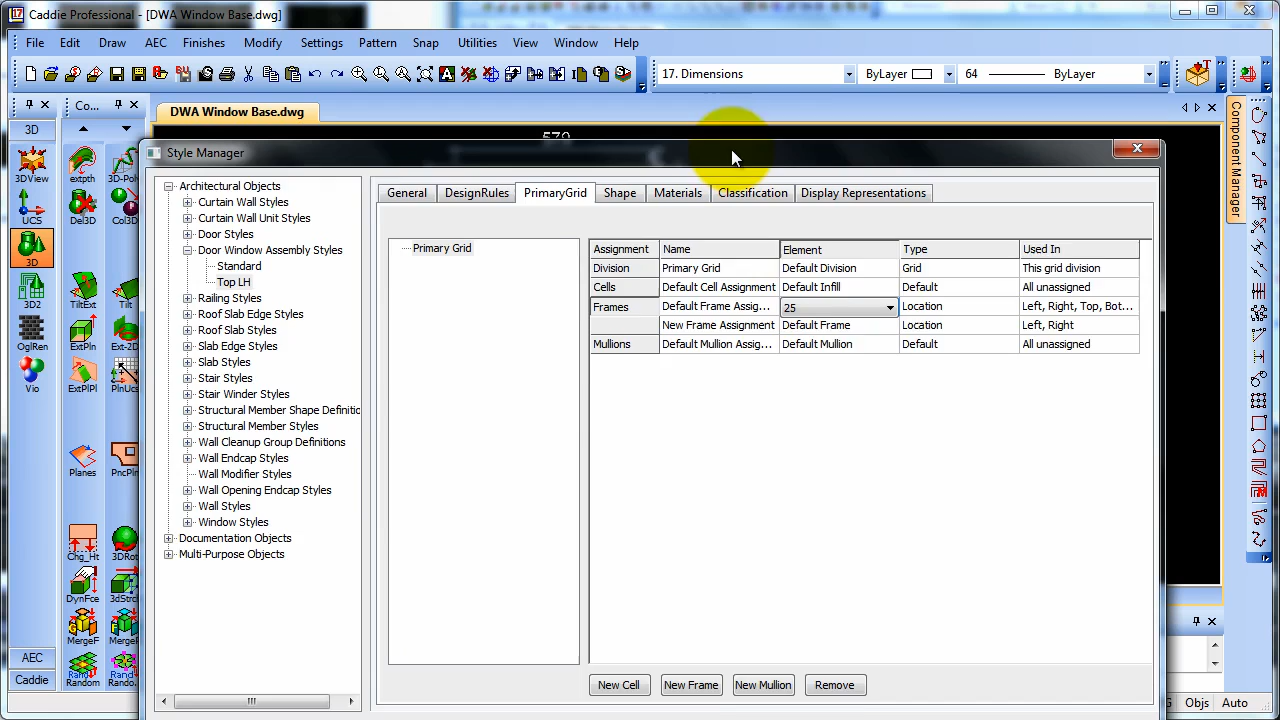 Caddie Professional - [DWA Window Base.dwg]
File Edit Draw AEC Finishes Modify Settings Pattern Snap Utilities View Window Help
17. Dimensions ByLayer 64 ByLayer
Co...
DWA Window Base.dwg
3D
3DView
UCS
3D
3D2
OglRen
Vio
AEC
Caddie
extpth
Del3D
Col3D
TiltExt
Tilt
ExtPln
Ext-2D
ExtPlPl
PlnUcs
Planes
PncPln
Chg_Ht
3DRot
DynFce
3dStrc
MergeF
Random
Component Manager
Style Manager
Architectural Objects
Curtain Wall Styles
Curtain Wall Unit Styles
Door Styles
Door Window Assembly Styles
Standard
Top LH
Railing Styles
Roof Slab Edge Styles
Roof Slab Styles
Slab Edge Styles
Slab Styles
Stair Styles
Stair Winder Styles
Structural Member Shape Definitic
Structural Member Styles
Wall Cleanup Group Definitions
Wall Endcap Styles
Wall Modifier Styles
Wall Opening Endcap Styles
Wall Styles
Window Styles
Documentation Objects
Multi-Purpose Objects
General DesignRules PrimaryGrid Shape Materials Classification Display Representations
Primary Grid
Assignment Name Element Type Used In
Division Primary Grid Default Division Grid This grid division
Cells Default Cell Assignment Default Infill Default All unassigned
Frames Default Frame Assig... 25 Location Left, Right, Top, Bot...
New Frame Assignment Default Frame Location Left, Right
Mullions Default Mullion Assig... Default Mullion Default All unassigned
New Cell New Frame New Mullion Remove
Objs Auto